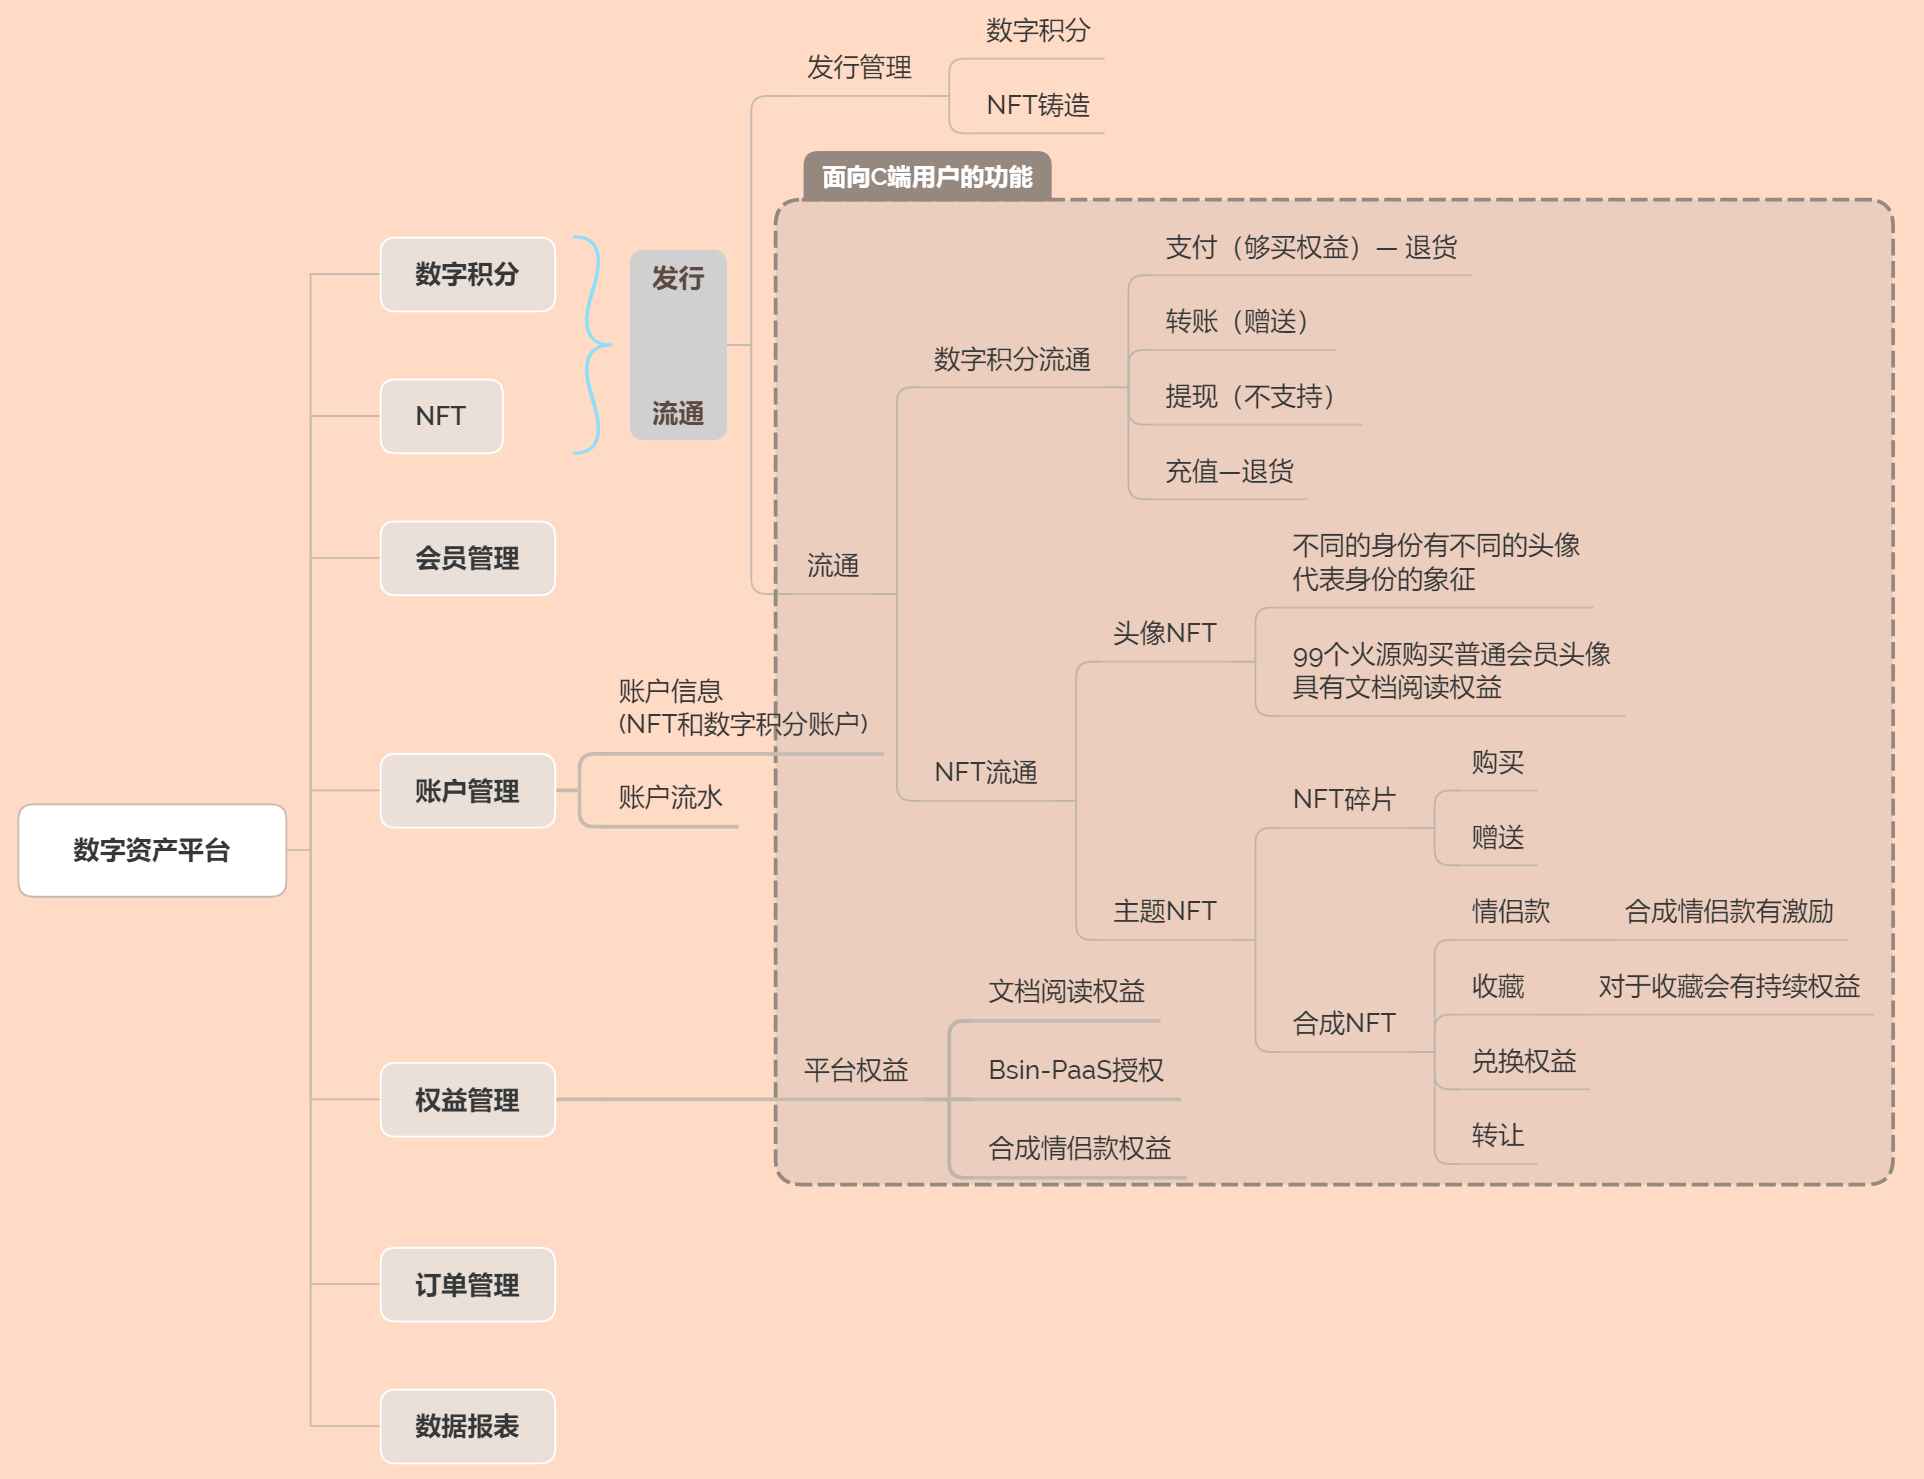 数字积分
发行管理
NFT铸造
面向C端用户的功能
支付（够买权益）— 退货
数字积分
发行
转账（赠送）
数字积分流通
提现（不支持）
NFT
流通
充值—退货
不同的身份有不同的头像
会员管理
流通
代表身份的象征
头像NFT
99个火源购买普通会员头像
账户信息
具有文档阅读权益
(NFT和数字积分账户)
购买
NFT流通
账户管理
账户流水
NFT碎片
赠送
数字资产平台
主题NFT
情侣款
合成情侣款有激励
文档阅读权益
收藏
对于收藏会有持续权益
合成NFT
平台权益
Bsin-PaaS授权
兑换权益
权益管理
合成情侣款权益
转让
订单管理
数据报表